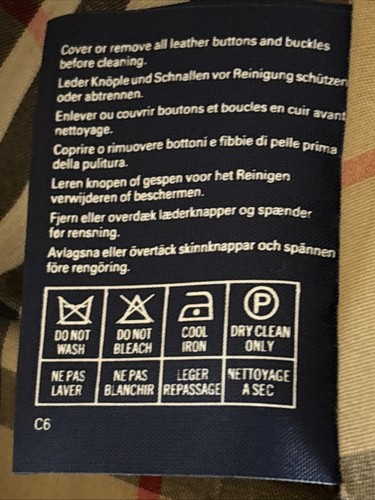 Cover or remove all leather buttons and buckles
before cleaning.
Leder Knöple und Schnallen vor Reinigung schützen
oder abtrennen.
Enlever ou couvrir boutons et boucles en cuir avant
nettoyage.
Coprire o rimuovere bottoni e fibbie di pelle prima
della pulitura.
Leren knopen of gespen voor het Reinigen
verwijderen of beschermen.
Fjern eller overdæk læderknapper og spænder
før rensning.
Avlagsna eller övertäck skinnknappar och spännen
före rengöring.
P
DO NOT
WASH
DO NOT
BLEACH
COOL
IRON
DRY CLEAN
ONLY
NE PAS
LAVER
NE PAS
BLANCHIR
LEGER
REPASSAGE
NETTOYAGE
A SEC
C6